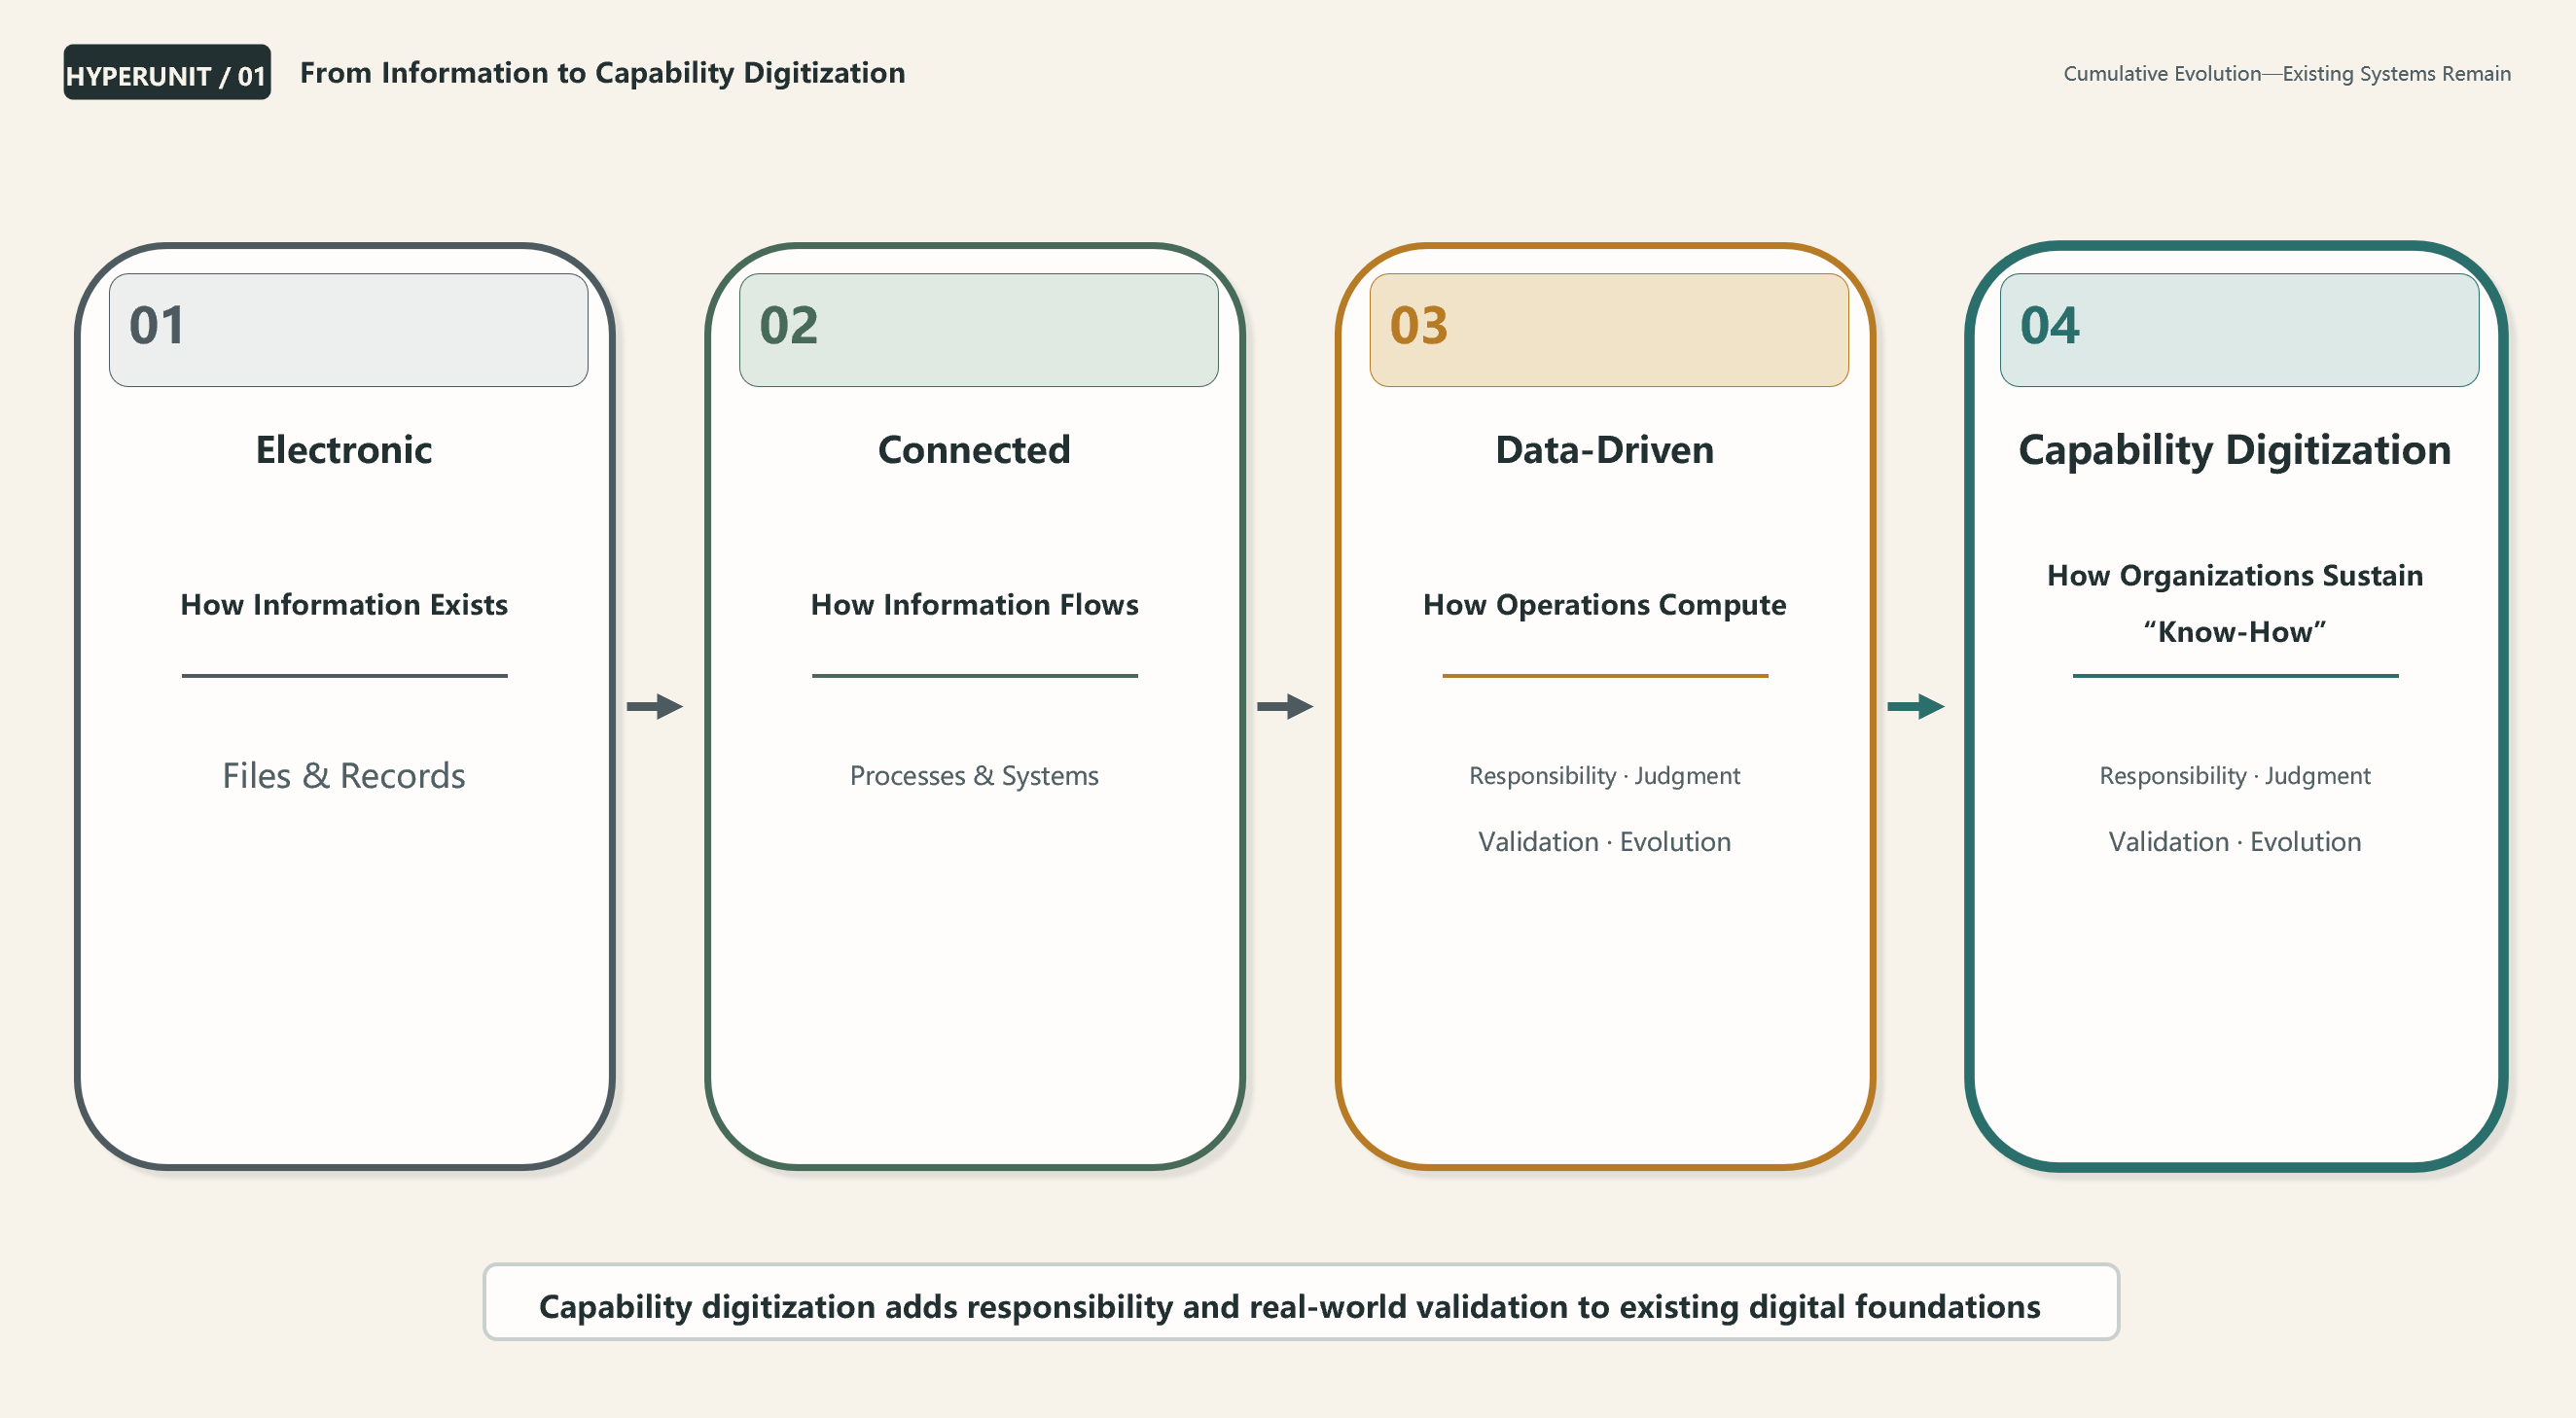 HYPERUNIT / 01
From Information to Capability Digitization
Cumulative Evolution—Existing Systems Remain
01
Electronic
How Information Exists
Files & Records
02
Connected
How Information Flows
Processes & Systems
03
Data-Driven
How Operations Compute
Responsibility · Judgment
Validation · Evolution
04
Capability Digitization
How Organizations Sustain
“Know-How”
Responsibility · Judgment
Validation · Evolution
Capability digitization adds responsibility and real-world validation to existing digital foundations